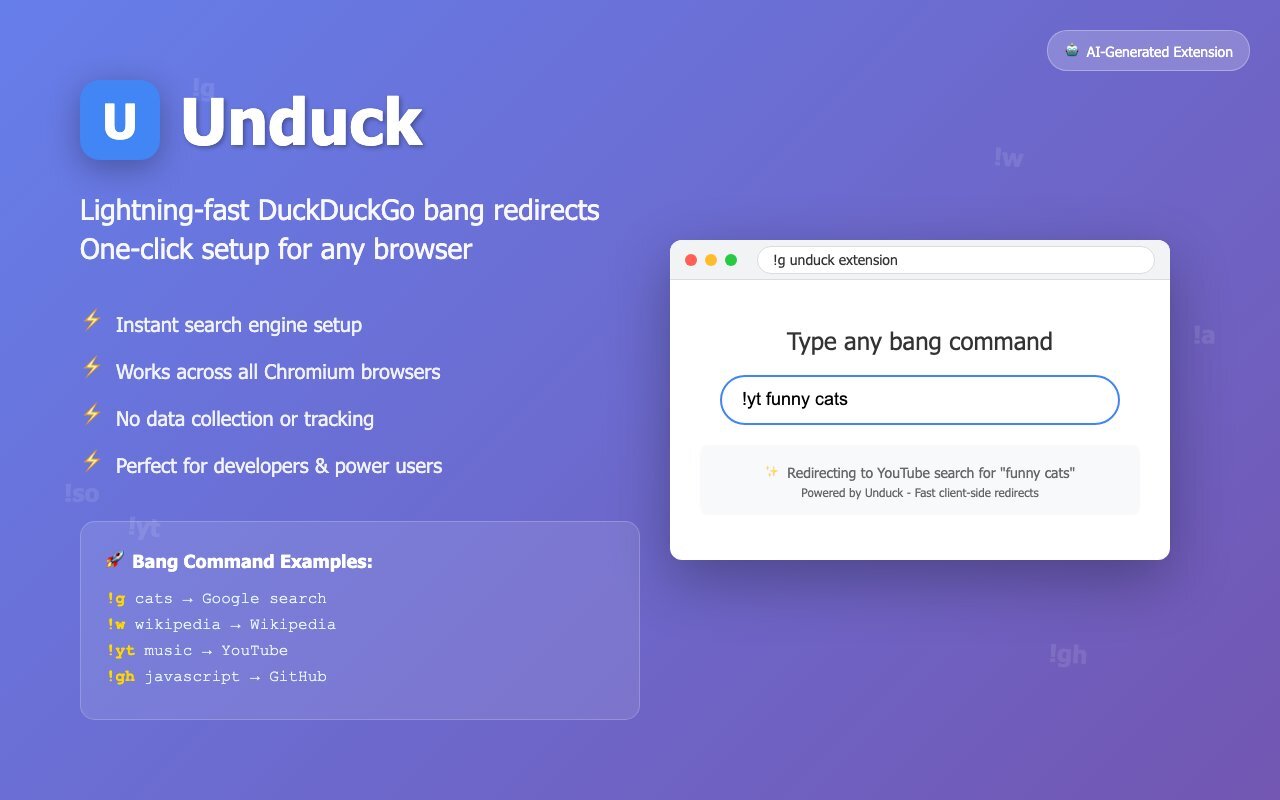 AI-Generated Extension
!g
U Unduck
!w
Lightning-fast DuckDuckGo bang redirects
One-click setup for any browser
Instant search engine setup
Works across all Chromium browsers
No data collection or tracking
Perfect for developers & power users
!so
!yt
Bang Command Examples:
!g cats → Google search
!w wikipedia → Wikipedia
!yt music → YouTube
!gh javascript → GitHub
!g unduck extension
Type any bang command
!yt funny cats
Redirecting to YouTube search for "funny cats"
Powered by Unduck - Fast client-side redirects
!a
!gh